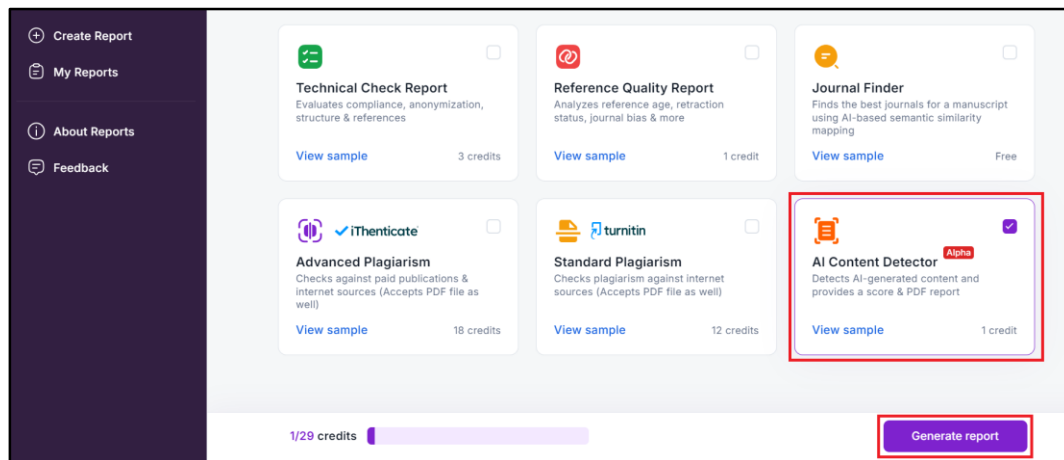 Create Report
My Reports
About Reports
Feedback
Technical Check Report
Evaluates compliance, anonymization,
structure & references
View sample
3 credits
Reference Quality Report
Analyzes reference age, retraction
status, journal bias & more
View sample
1 credit
Journal Finder
Finds the best journals for a manuscript
using AI-based semantic similarity
mapping
View sample
Free
iThenticate
Advanced Plagiarism
Checks against paid publications &
internet sources (Accepts PDF file as
well)
View sample
18 credits
turnitin
Standard Plagiarism
Checks plagiarism against internet
sources (Accepts PDF file as well)
View sample
12 credits
AI Content Detector
Alpha
Detects AI-generated content and
provides a score & PDF report
View sample
1 credit
1/29 credits
Generate report